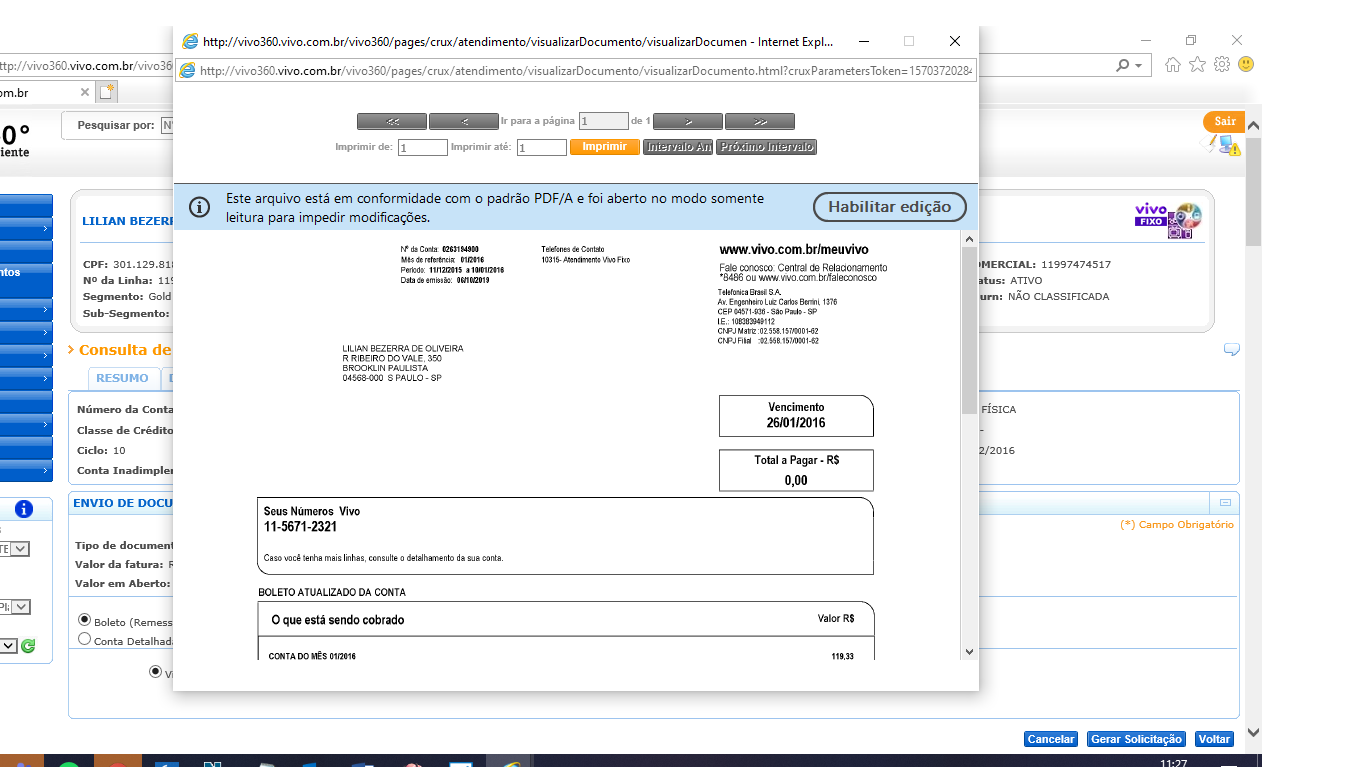 http://vivo360.vivo.com.br/vivo360/pages/crux/atendimento/visualizarDocumento/visualizarDocumen - Internet Expl...
ttp://vivo360.vivo.com.br/vivo36
http://vivo360.vivo.com.br/vivo360/pages/crux/atendimento/visualizarDocumento/visualizarDocumento.html?cruxParametersToken=1570372028
om.br
0°
iente
Pesquisar por: N
Sair
<< < Ir para a página 1 de 1 > >>
Imprimir de: 1 Imprimir até: 1 Imprimir Intervalo An Próximo Intervalo
Este arquivo está em conformidade com o padrão PDF/A e foi aberto no modo somente
leitura para impedir modificações.
Habilitar edição
LILIAN BEZERR
vivo
FIXO
CPF: 301.129.81
Nº da Linha: 119
Segmento: Gold
Sub-Segmento:
OMERCIAL: 11997474517
atus: ATIVO
urn: NÃO CLASSIFICADA
ntos
Nº da Conta: 0263194900
Mês de referência: 01/2016
Período: 11/12/2015 a 10/01/2016
Data de emissão: 06/10/2019
Telefones de Contato
10315- Atendimento Vivo Fixo
www.vivo.com.br/meuvivo
Fale conosco: Central de Relacionamento
*8486 ou www.vivo.com.br/faleconosco
Telefonica Brasil S.A.
Av. Engenheiro Luiz Carlos Berrini, 1376
CEP 04571-936 - São Paulo - SP
I.E.: 108383949112
CNPJ Matriz :02.558.157/0001-62
CNPJ Filial :02.558.157/0001-62
LILIAN BEZERRA DE OLIVEIRA
R RIBEIRO DO VALE, 350
BROOKLIN PAULISTA
04568-000 S PAULO - SP
Consulta de
RESUMO
Número da Conta
Classe de Crédito
Ciclo: 10
Conta Inadimpler
FÍSICA
-
2/2016
Vencimento
26/01/2016
Total a Pagar - R$
0,00
Seus Números Vivo
11-5671-2321
Caso você tenha mais linhas, consulte o detalhamento da sua conta.
ENVIO DE DOCU
(*) Campo Obrigatório
Tipo de document
Valor da fatura: R
Valor em Aberto:
Boleto (Remess
Conta Detalhad
Vi
TE
Pl
BOLETO ATUALIZADO DA CONTA
O que está sendo cobrado Valor R$
CONTA DO MÊS 01/2016 119,33
Cancelar Gerar Solicitação Voltar
11:27